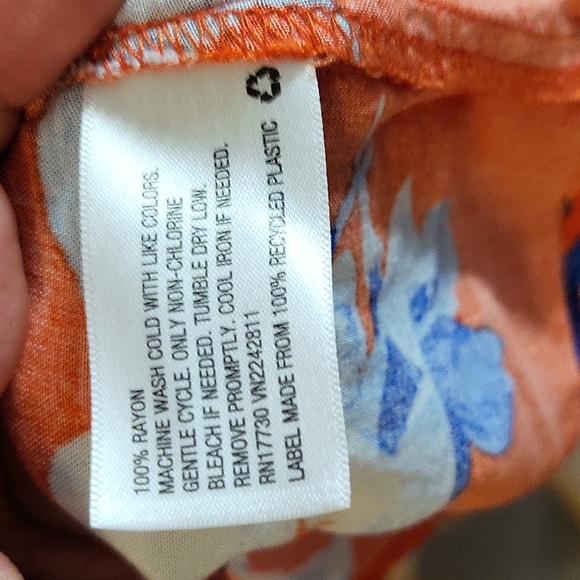 100% RAYON
MACHINE WASH COLD WITH LIKE COLORS.
GENTLE CYCLE. ONLY NON-CHLORINE
BLEACH IF NEEDED. TUMBLE DRY LOW.
REMOVE PROMPTLY. COOL IRON IF NEEDED.
RN17730 VN2242811
LABEL MADE FROM 100% RECYCLED PLASTIC